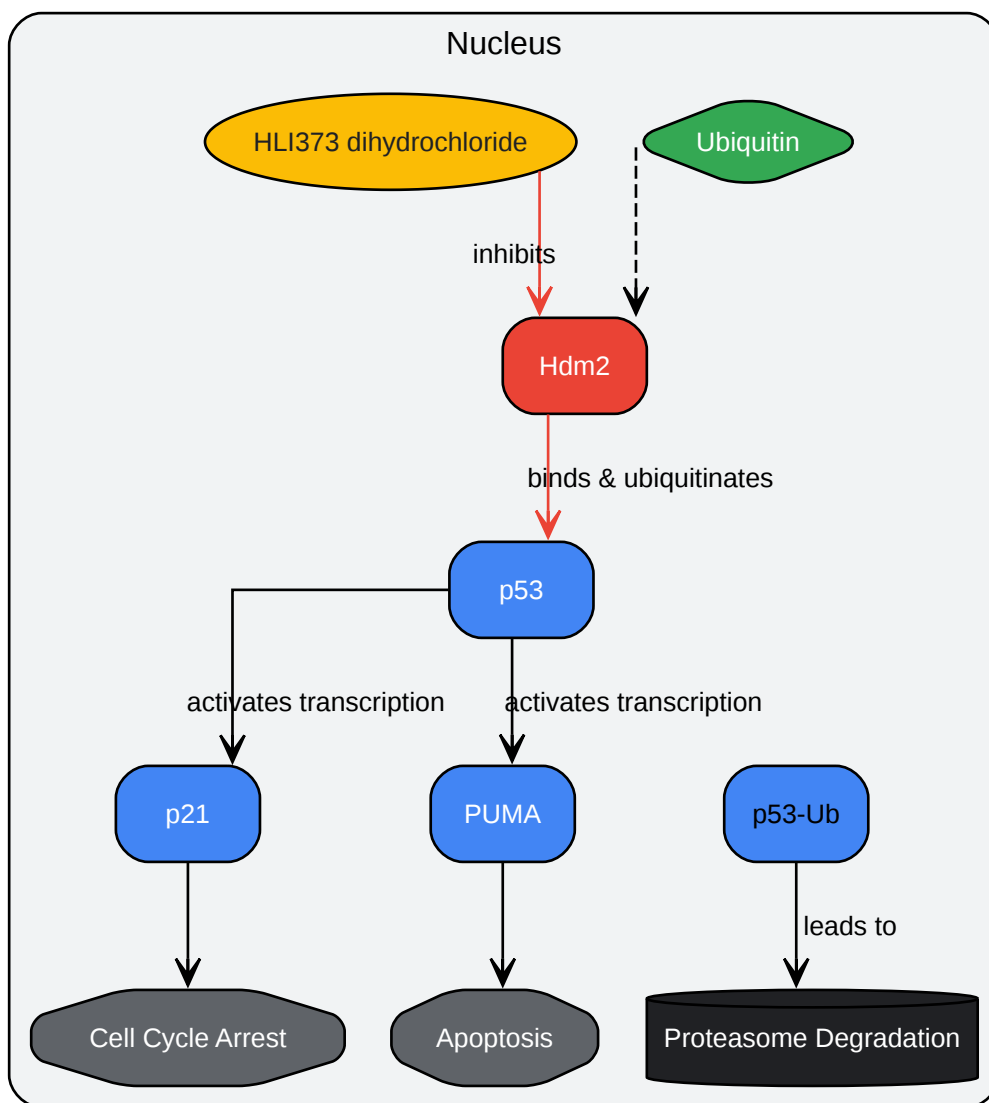 Nucleus
HLI373 dihydrochloride
Ubiquitin
inhibits
Hdm2
binds & ubiquitinates
p53
activates transcription
activates transcription
p21
PUMA
p53-Ub
leads to
Cell Cycle Arrest
Apoptosis
Proteasome Degradation